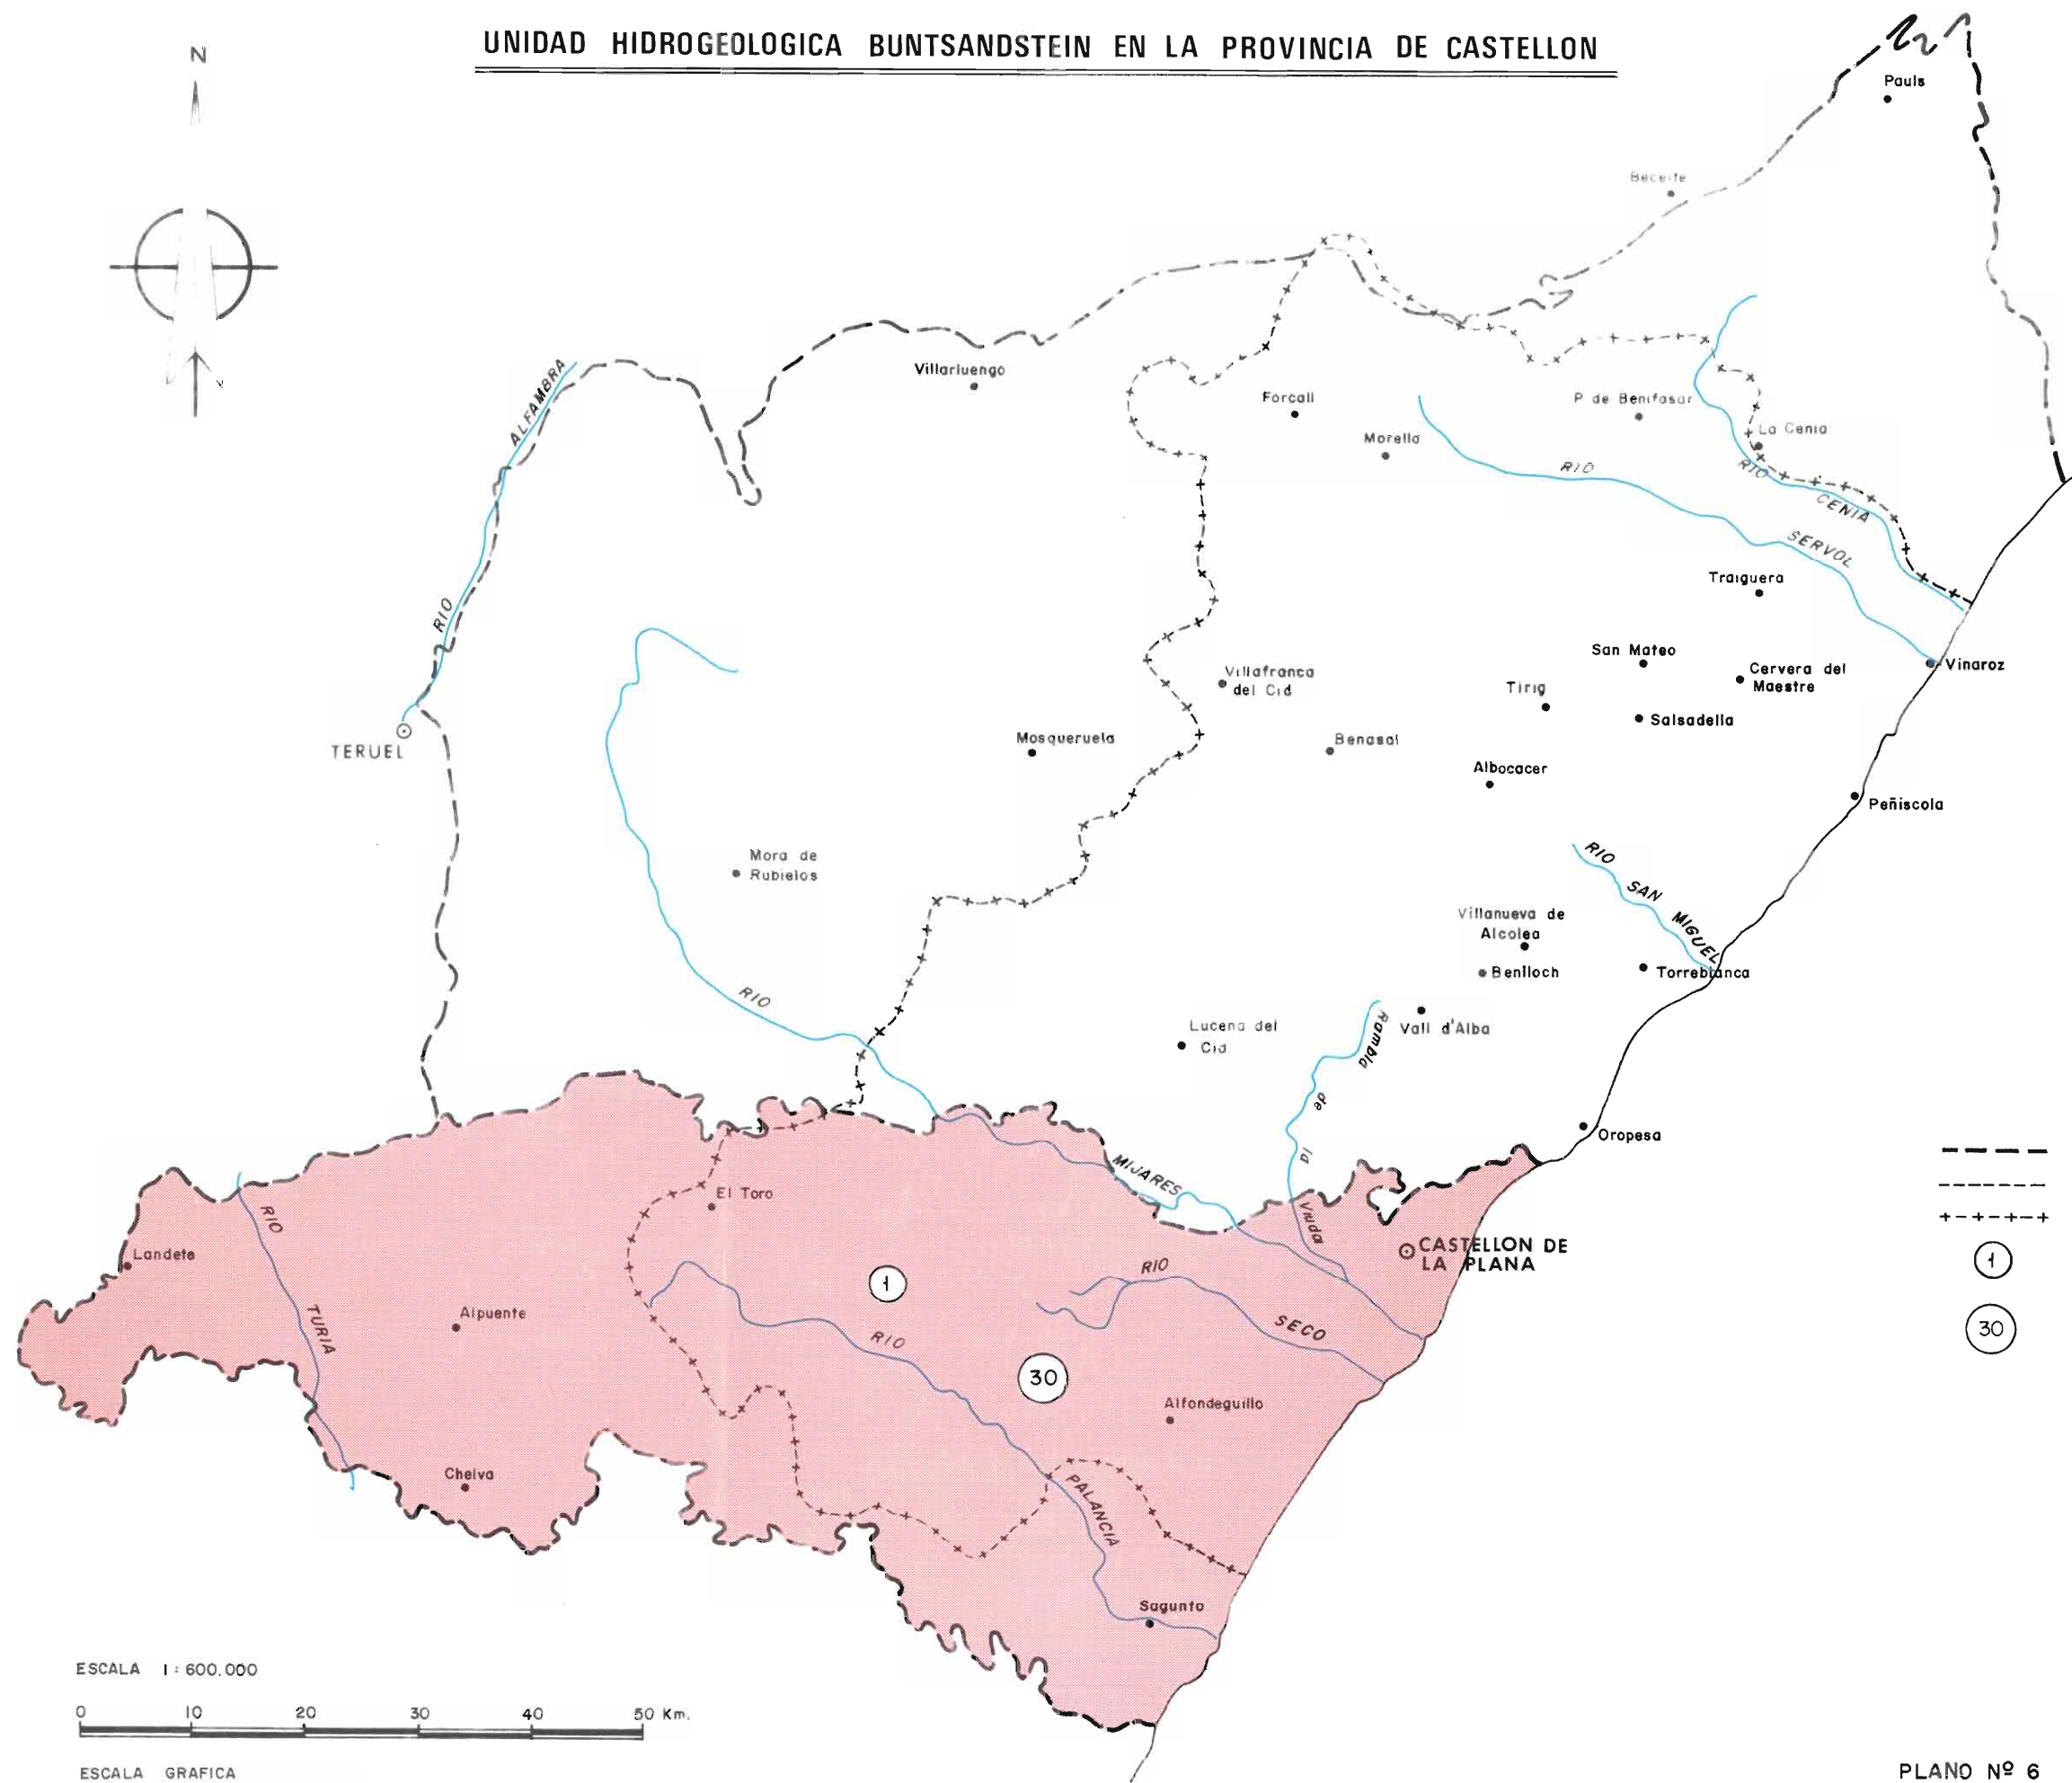 UNIDAD HIDROGEOLOGICA BUNTSANDSTEIN EN LA PROVINCIA DE CASTELLON
N
Pauls
Beceite
ALFAMBRA
RIO
Villarluengo
Forcall
Morella
P. de Benifasar
La Cenia
RIO
CENIA
RIO
SERVOL
Traiguera
San Mateo
Cervera del
Maestre
Vinaroz
Villafranca
del Cid
Tirig
Salsadella
TERUEL
Mosqueruela
Benasal
Albocacer
Peñiscola
Mora de
Rubielos
RIO
SAN
MIGUEL
Villanueva de
Alcolea
Benlloch
Torreblanca
RIO
Lucena del
Cid
Rambla
de
la
Viuda
Vall d'Alba
Oropesa
MIJARES
El Toro
RIO
TURIA
Landete
CASTELLON DE
LA PLANA
1
RIO
SECO
1
Alpuente
RIO
PALANCIA
30
30
Alfondeguillo
Chelva
Sagunto
ESCALA 1:600.000
0 10 20 30 40 50 Km.
ESCALA GRAFICA
PLANO Nº 6